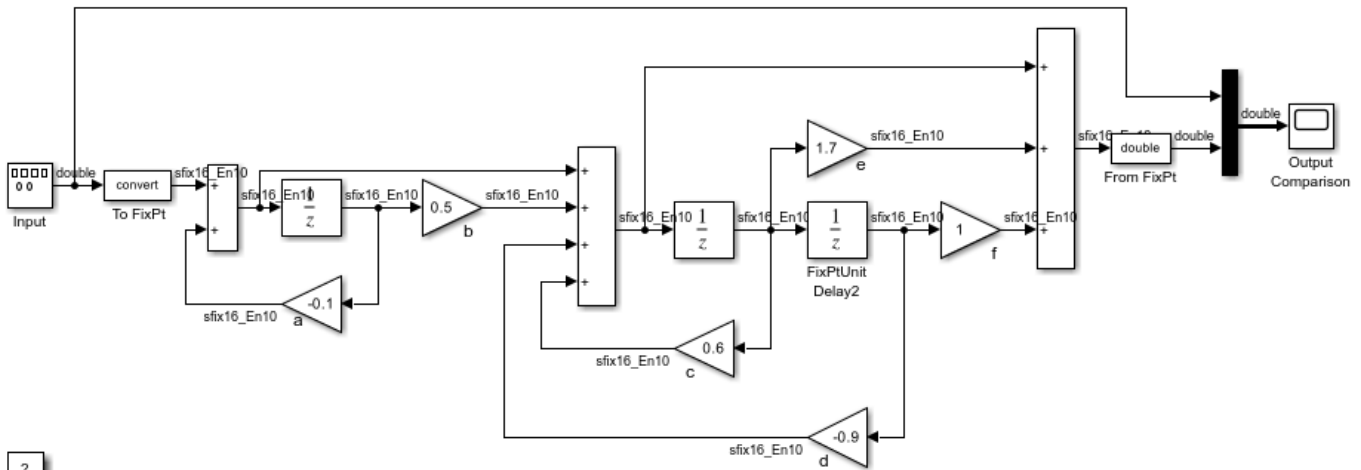 double
Input
convert
To FixPt
sfix16_En10
+
+
sfix16_En10
1
z
sfix16_En10
0.5
b
sfix16_En10
-0.1
a
sfix16_En10
+
+
+
+
sfix16_En10
1
z
sfix16_En10
1.7
e
sfix16_En10
1
z
FixPtUnit
Delay2
sfix16_En10
1
f
sfix16_En10
0.6
c
sfix16_En10
-0.9
d
sfix16_En10
+
+
+
sfix16_En10
double
From FixPt
double
double
Output
Comparison
?